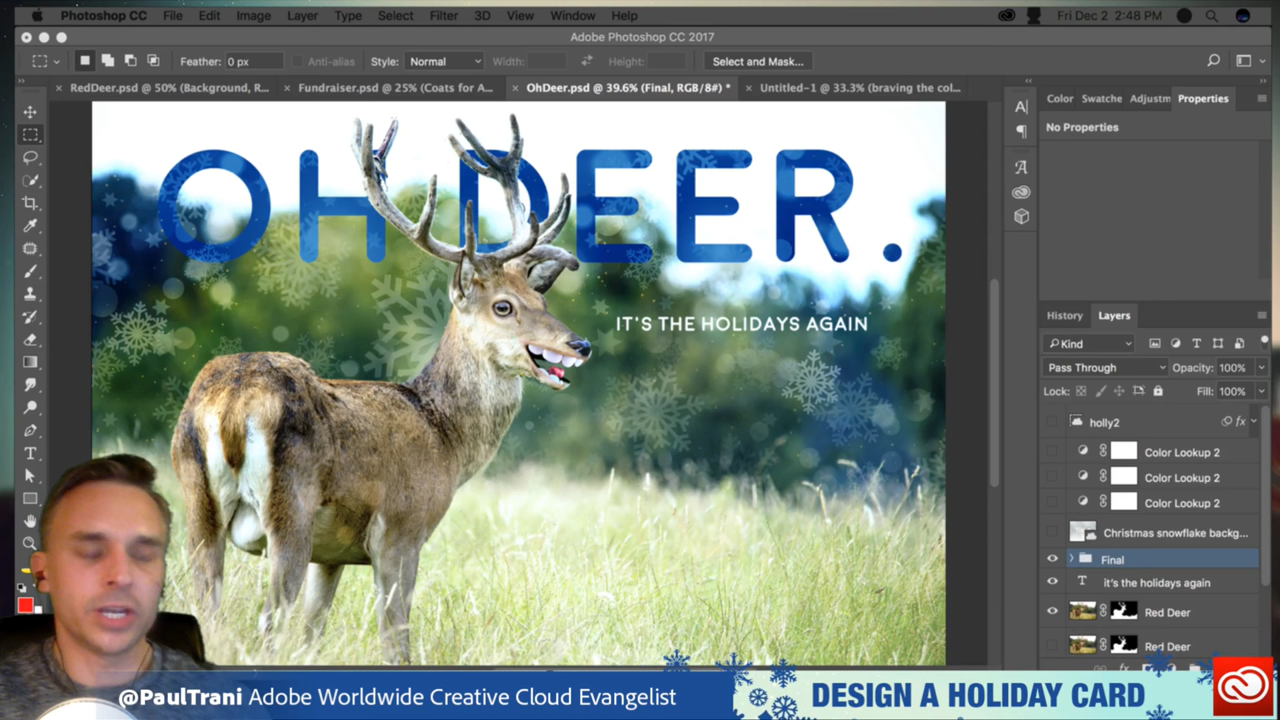 Photoshop CC File Edit Image Layer Type Select Filter 3D View Window Help Fri Dec 2 2:48 PM
Adobe Photoshop CC 2017
Feather: 0 px Anti-alias Style: Normal Width: Height: Select and Mask...
× RedDeer.psd @ 50% (Background, R... × Fundraiser.psd @ 25% (Coats for A... × OhDeer.psd @ 39.6% (Final, RGB/8#) * × Untitled-1 @ 33.3% (braving the col...
Color Swatche Adjustm Properties
No Properties
OH DEER.
IT'S THE HOLIDAYS AGAIN
History Layers
Kind
Pass Through Opacity: 100%
Lock: Fill: 100%
holly2 fx
Color Lookup 2
Color Lookup 2
Color Lookup 2
Christmas snowflake backg...
Final
T it's the holidays again
Red Deer
Red Deer
@PaulTrani Adobe Worldwide Creative Cloud Evangelist
DESIGN A HOLIDAY CARD